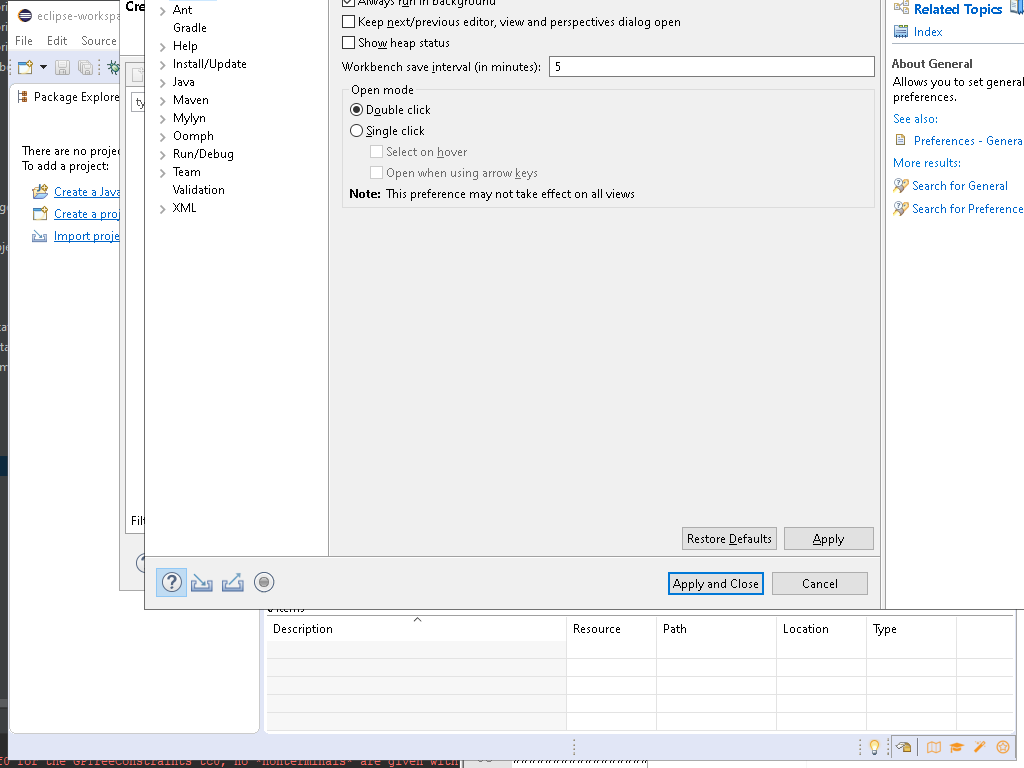 eclipse-workspa
Cre
Ant
Always run in background
Related Topics
Gradle
Keep next/previous editor, view and perspectives dialog open
Index
File Edit Source
Help
Show heap status
Install/Update
Workbench save interval (in minutes): 5
About General
Java
Open mode
Allows you to set general
preferences.
Package Explore
ty
Maven
Double click
Mylyn
See also:
Oomph
Single click
Preferences - Genera
There are no projec
To add a project:
Run/Debug
Select on hover
More results:
Team
Open when using arrow keys
Create a Java
Validation
Note: This preference may not take effect on all views
Search for General
Create a proj
XML
Search for Preference
Import proje
Filt
Restore Defaults Apply
Apply and Close Cancel
items
Description Resource Path Location Type
for the GPTreeConstraints tc0, no *nonterminals* are given with